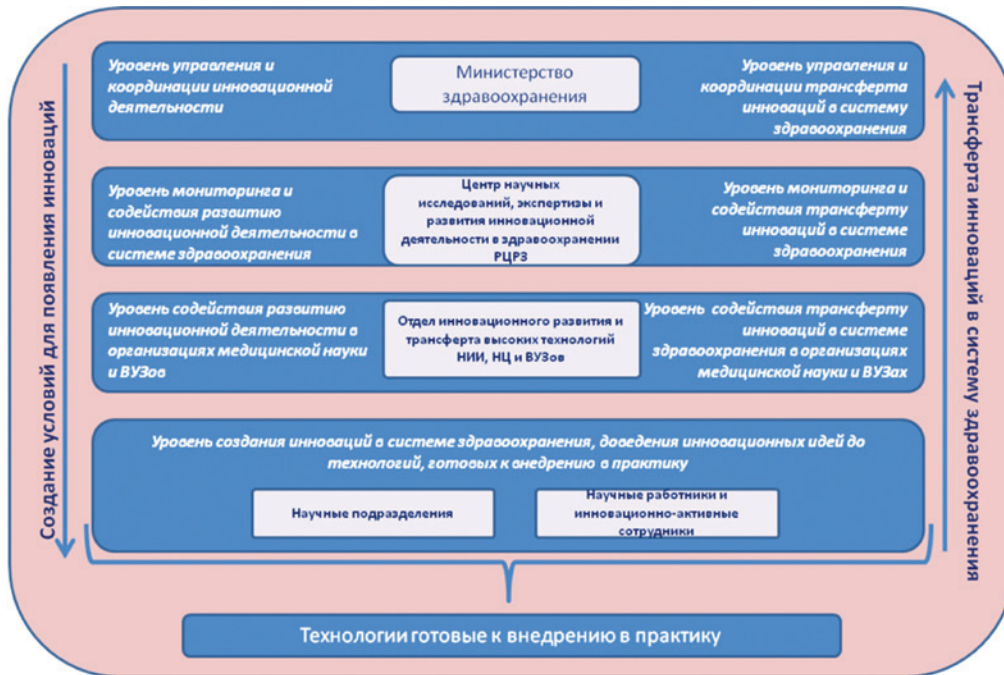 Создание условий для появления инноваций
Уровень управления и
координации инновационной
деятельности
Министерство
здравоохранения
Уровень управления и
координации трансферта
инноваций в систему
здравоохранения
Уровень мониторинга и
содействия развитию
инновационной деятельности в
системе здравоохранения
Центр научных
исследований, экспертизы и
развития инновационной
деятельности в здравоохранении
РЦРЗ
Уровень мониторинга и
содействия трансферту
инноваций в системе
здравоохранения
Уровень содействия развитию
инновационной деятельности в
организациях медицинской науки
и ВУЗов
Отдел инновационного развития и
трансферта высоких технологий
НИИ, НЦ и ВУЗов
Уровень содействия трансферту
инноваций в системе
здравоохранения в организациях
медицинской науки и ВУЗах
Уровень создания инноваций в системе здравоохранения, доведения инновационных идей до
технологий, готовых к внедрению в практику
Научные подразделения
Научные работники и
инновационно-активные
сотрудники
Трансферта инноваций в систему здравоохранения
Технологии готовые к внедрению в практику